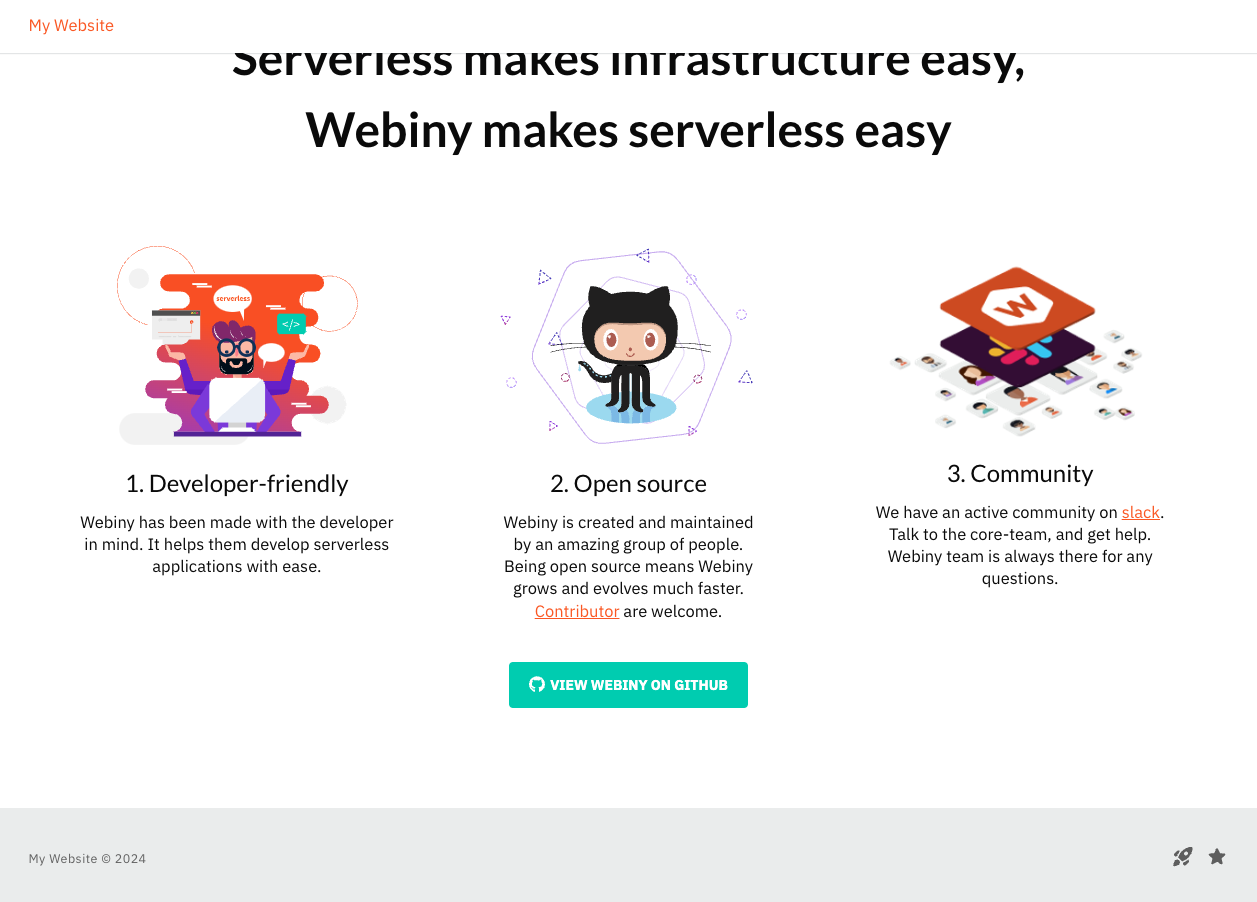 My Website
Serverless makes infrastructure easy,
Webiny makes serverless easy
serverless
</>
W
1. Developer-friendly
Webiny has been made with the developer
in mind. It helps them develop serverless
applications with ease.
2. Open source
Webiny is created and maintained
by an amazing group of people.
Being open source means Webiny
grows and evolves much faster.
Contributor are welcome.
VIEW WEBINY ON GITHUB
3. Community
We have an active community on slack.
Talk to the core-team, and get help.
Webiny team is always there for any
questions.
My Website © 2024